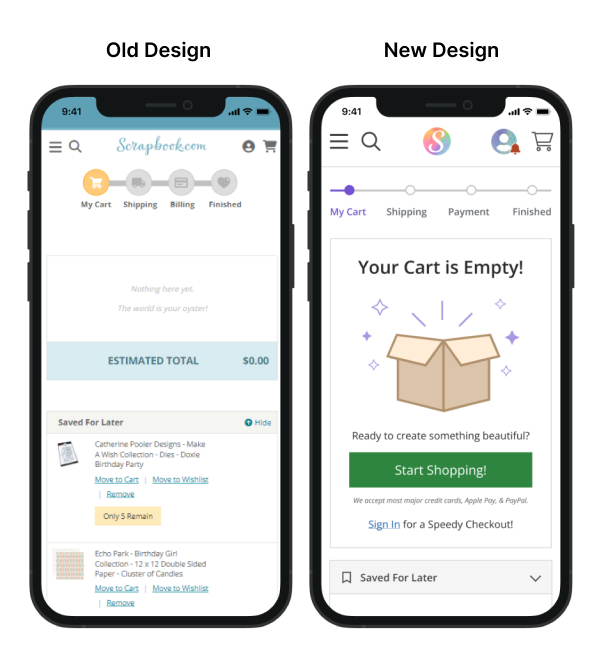 Old Design
New Design
9:41
Scrapbook.com
My Cart Shipping Billing Finished
Nothing here yet.
The world is your oyster!
ESTIMATED TOTAL $0.00
Saved For Later Hide
Catherine Pooler Designs - Make
A Wish Collection - Dies - Doxie
Birthday Party
Move to Cart | Move to Wishlist
| Remove
Only 5 Remain
Echo Park - Birthday Girl
Collection - 12 x 12 Double Sided
Paper - Cluster of Candles
Move to Cart | Move to Wishlist
| Remove
9:41
S
My Cart Shipping Payment Finished
Your Cart is Empty!
Ready to create something beautiful?
Start Shopping!
We accept most major credit cards, Apple Pay, & PayPal.
Sign In for a Speedy Checkout!
Saved For Later